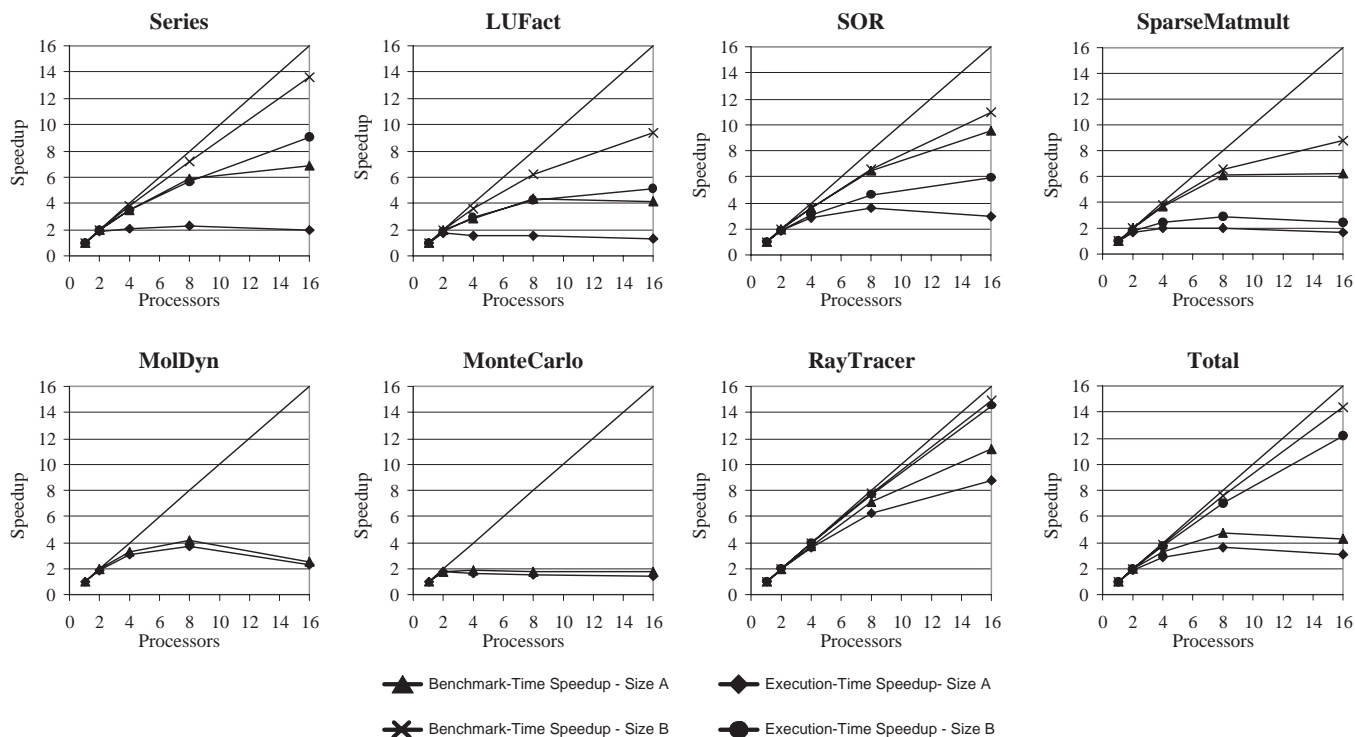 Series
LUFact
SOR
SparseMatmult
16
14
12
10
8
6
4
2
0
Speedup
0 2 4 6 8 10 12 14 16
Processors
16
14
12
10
8
6
4
2
0
Speedup
0 2 4 6 8 10 12 14 16
Processors
16
14
12
10
8
6
4
2
0
Speedup
0 2 4 6 8 10 12 14 16
Processors
16
14
12
10
8
6
4
2
0
Speedup
0 2 4 6 8 10 12 14 16
Processors
MolDyn
MonteCarlo
RayTracer
Total
16
14
12
10
8
6
4
2
0
Speedup
0 2 4 6 8 10 12 14 16
Processors
16
14
12
10
8
6
4
2
0
Speedup
0 2 4 6 8 10 12 14 16
Processors
16
14
12
10
8
6
4
2
0
Speedup
0 2 4 6 8 10 12 14 16
Processors
16
14
12
10
8
6
4
2
0
Speedup
0 2 4 6 8 10 12 14 16
Processors
Benchmark-Time Speedup - Size A
Execution-Time Speedup- Size A
Benchmark-Time Speedup - Size B
Execution-Time Speedup - Size B